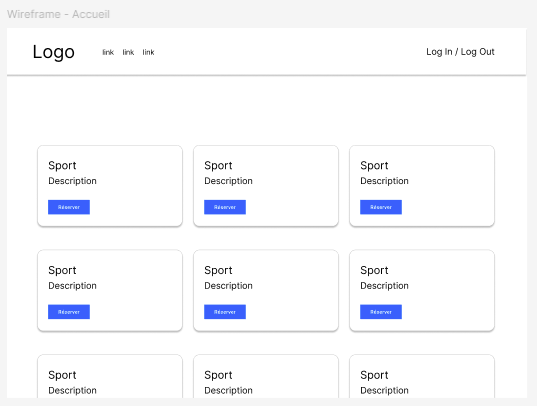 Wireframe - Accueil
Logo link link link Log In / Log Out
Sport Sport Sport
Description Description Description
Réserver Réserver Réserver
Sport Sport Sport
Description Description Description
Réserver Réserver Réserver
Sport Sport Sport
Description Description Description